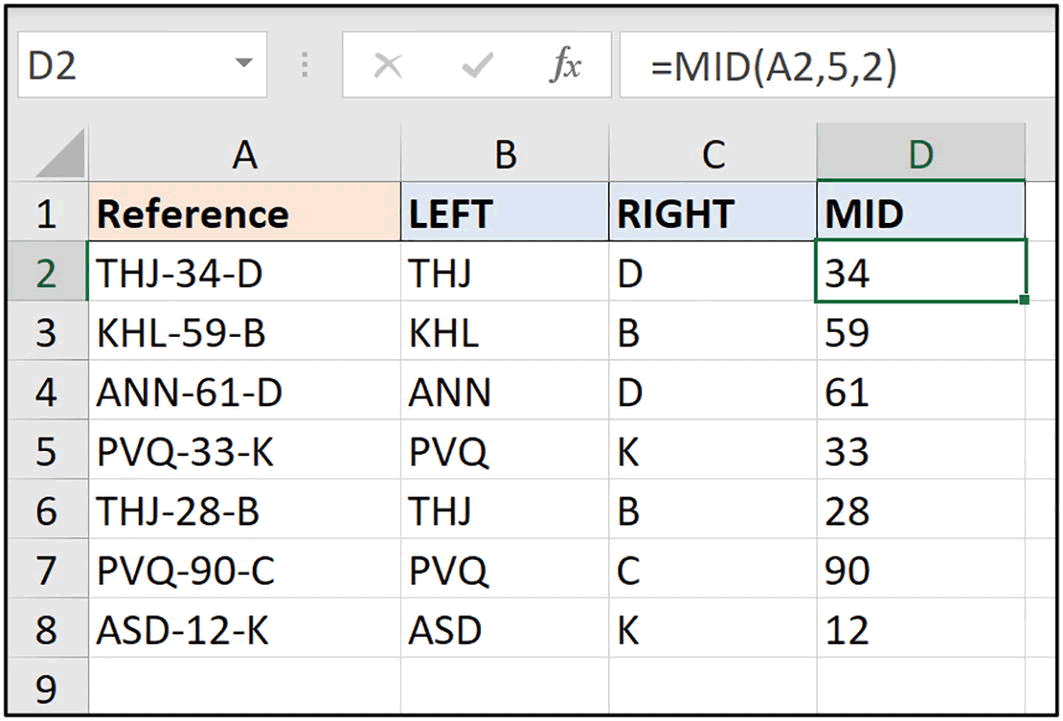 D2 fx =MID(A2,5,2)
A B C D
1 Reference LEFT RIGHT MID
2 THJ-34-D THJ D 34
3 KHL-59-B KHL B 59
4 ANN-61-D ANN D 61
5 PVQ-33-K PVQ K 33
6 THJ-28-B THJ B 28
7 PVQ-90-C PVQ C 90
8 ASD-12-K ASD K 12
9